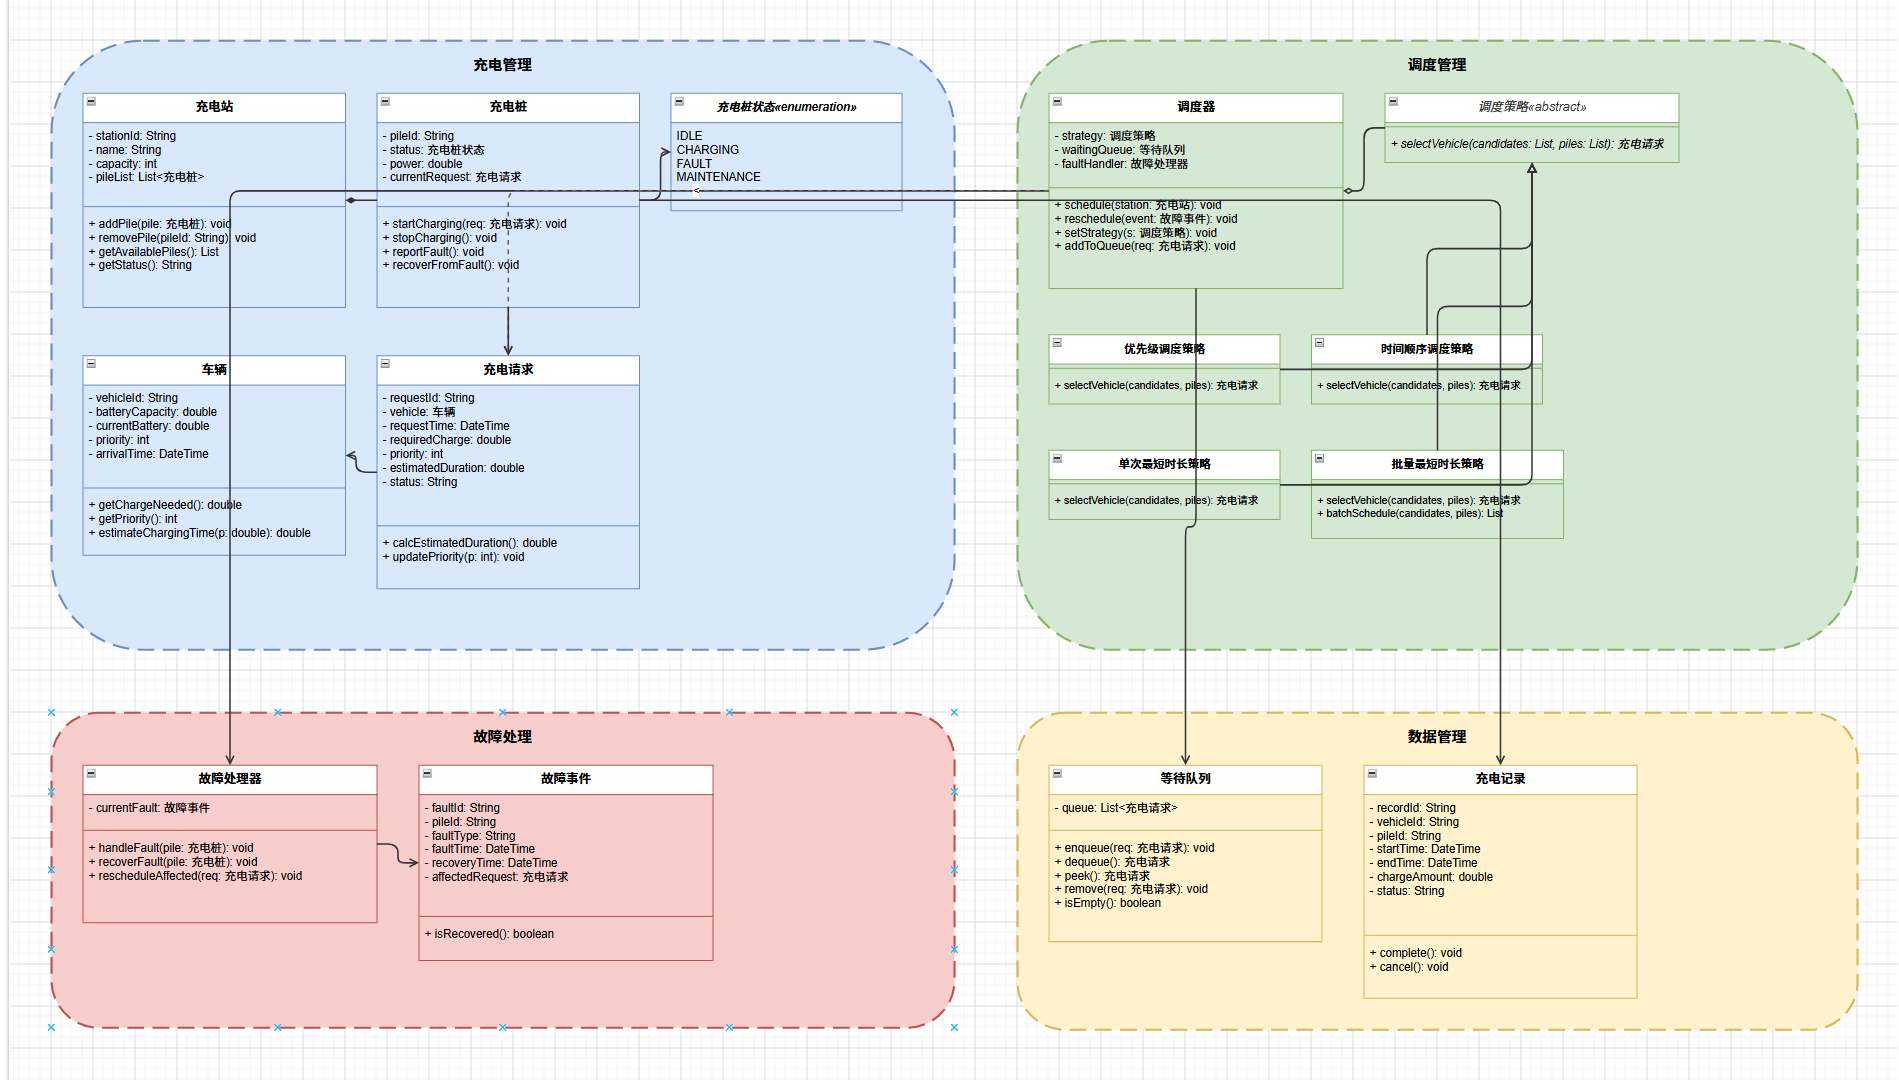 充电管理
充电站
- stationId: String
- name: String
- capacity: int
- pileList: List<充电桩>
+ addPile(pile: 充电桩): void
+ removePile(pileId: String): void
+ getAvailablePiles(): List
+ getStatus(): String
充电桩
- pileId: String
- status: 充电桩状态
- power: double
- currentRequest: 充电请求
+ startCharging(req: 充电请求): void
+ stopCharging(): void
+ reportFault(): void
+ recoverFromFault(): void
充电桩状态«enumeration»
IDLE
CHARGING
FAULT
MAINTENANCE
车辆
- vehicleId: String
- batteryCapacity: double
- currentBattery: double
- priority: int
- arrivalTime: DateTime
+ getChargeNeeded(): double
+ getPriority(): int
+ estimateChargingTime(p: double): double
充电请求
- requestId: String
- vehicle: 车辆
- requestTime: DateTime
- requiredCharge: double
- priority: int
- estimatedDuration: double
- status: String
+ calcEstimatedDuration(): double
+ updatePriority(p: int): void
调度管理
调度器
- strategy: 调度策略
- waitingQueue: 等待队列
- faultHandler: 故障处理器
+ schedule(station: 充电站): void
+ reschedule(event: 故障事件): void
+ setStrategy(s: 调度策略): void
+ addToQueue(req: 充电请求): void
调度策略«abstract»
+ selectVehicle(candidates: List, piles: List): 充电请求
优先级调度策略
+ selectVehicle(candidates, piles): 充电请求
时间顺序调度策略
+ selectVehicle(candidates, piles): 充电请求
单次最短时长策略
+ selectVehicle(candidates, piles): 充电请求
批量最短时长策略
+ selectVehicle(candidates, piles): 充电请求
+ batchSchedule(candidates, piles): List
故障处理
故障处理器
- currentFault: 故障事件
+ handleFault(pile: 充电桩): void
+ recoverFault(pile: 充电桩): void
+ rescheduleAffected(req: 充电请求): void
故障事件
- faultId: String
- pileId: String
- faultType: String
- faultTime: DateTime
- recoveryTime: DateTime
- affectedRequest: 充电请求
+ isRecovered(): boolean
数据管理
等待队列
- queue: List<充电请求>
+ enqueue(req: 充电请求): void
+ dequeue(): 充电请求
+ peek(): 充电请求
+ remove(req: 充电请求): void
+ isEmpty(): boolean
充电记录
- recordId: String
- vehicleId: String
- pileId: String
- startTime: DateTime
- endTime: DateTime
- chargeAmount: double
- status: String
+ complete(): void
+ cancel(): void